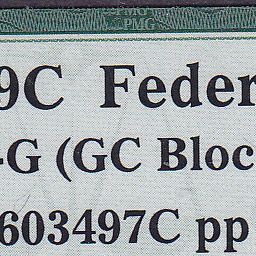 PMG
9C Feder
-G (GC Bloc
603497C pp